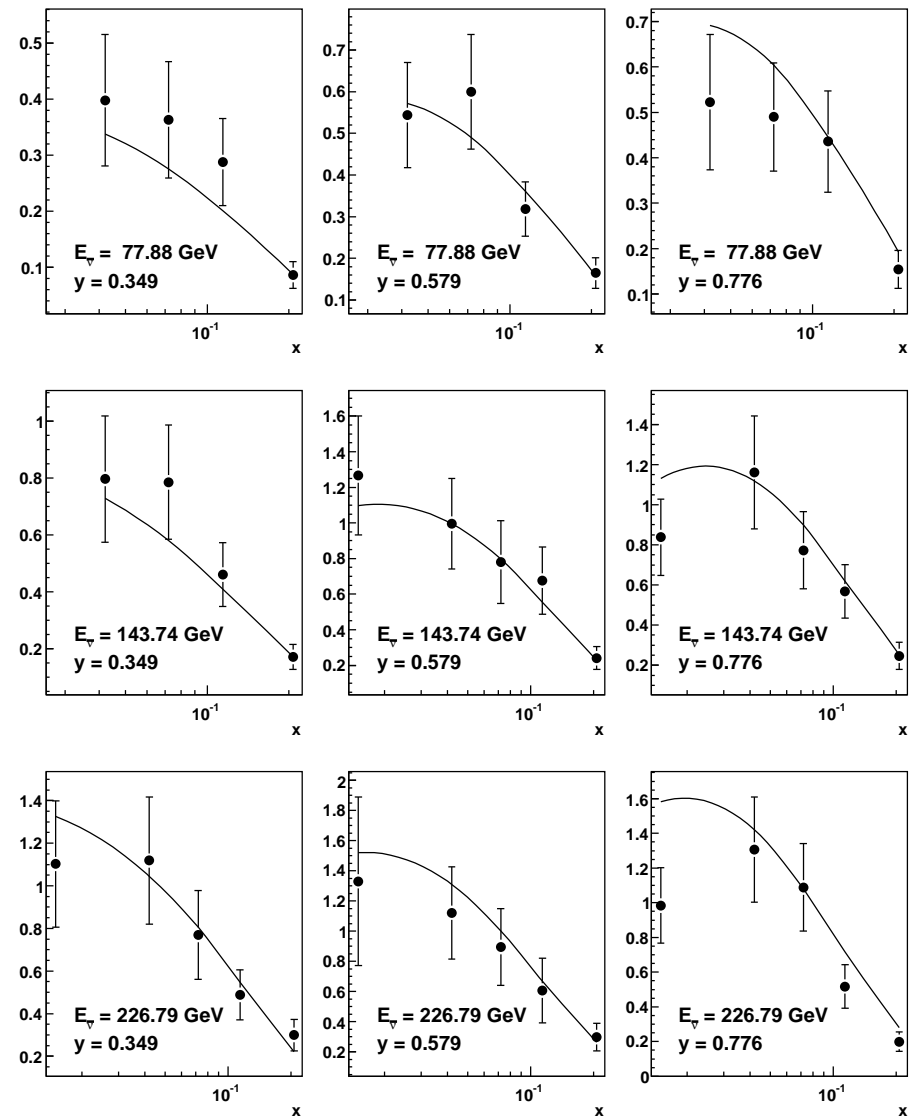 0.5
0.4
0.3
0.2
0.1
E_ν̄ = 77.88 GeV
y = 0.349
10⁻¹
x
0.7
0.6
0.5
0.4
0.3
0.2
0.1
E_ν̄ = 77.88 GeV
y = 0.579
10⁻¹
x
0.7
0.6
0.5
0.4
0.3
0.2
0.1
E_ν̄ = 77.88 GeV
y = 0.776
10⁻¹
x
1
0.8
0.6
0.4
0.2
E_ν̄ = 143.74 GeV
y = 0.349
10⁻¹
x
1.6
1.4
1.2
1
0.8
0.6
0.4
0.2
E_ν̄ = 143.74 GeV
y = 0.579
10⁻¹
x
1.4
1.2
1
0.8
0.6
0.4
0.2
E_ν̄ = 143.74 GeV
y = 0.776
10⁻¹
x
1.4
1.2
1
0.8
0.6
0.4
0.2
E_ν̄ = 226.79 GeV
y = 0.349
10⁻¹
x
2
1.8
1.6
1.4
1.2
1
0.8
0.6
0.4
0.2
E_ν̄ = 226.79 GeV
y = 0.579
10⁻¹
x
1.6
1.4
1.2
1
0.8
0.6
0.4
0.2
0
E_ν̄ = 226.79 GeV
y = 0.776
10⁻¹
x